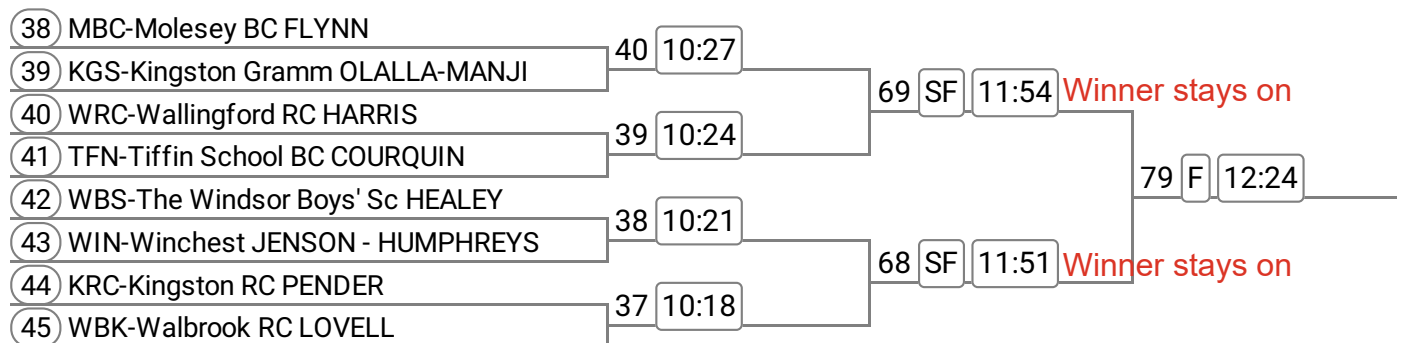 38 MBC-Molesey BC FLYNN
40 10:27
39 KGS-Kingston Gramm OLALLA-MANJI
69 SF 11:54 Winner stays on
40 WRC-Wallingford RC HARRIS
39 10:24
41 TFN-Tiffin School BC COURQUIN
79 F 12:24
42 WBS-The Windsor Boys' Sc HEALEY
38 10:21
43 WIN-Winchest JENSON - HUMPHREYS
68 SF 11:51 Winner stays on
44 KRC-Kingston RC PENDER
37 10:18
45 WBK-Walbrook RC LOVELL